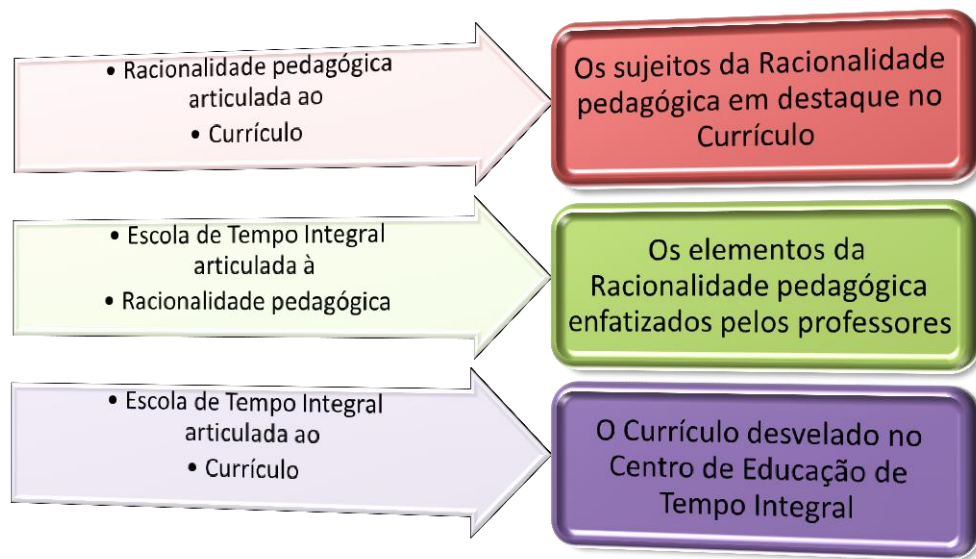 • Racionalidade pedagógica
articulada ao
• Currículo
Os sujeitos da Racionalidade
pedagógica em destaque no
Currículo
• Escola de Tempo Integral
articulada à
• Racionalidade pedagógica
Os elementos da
Racionalidade pedagógica
enfatizados pelos professores
• Escola de Tempo Integral
articulada ao
• Currículo
O Currículo desvelado no
Centro de Educação de
Tempo Integral